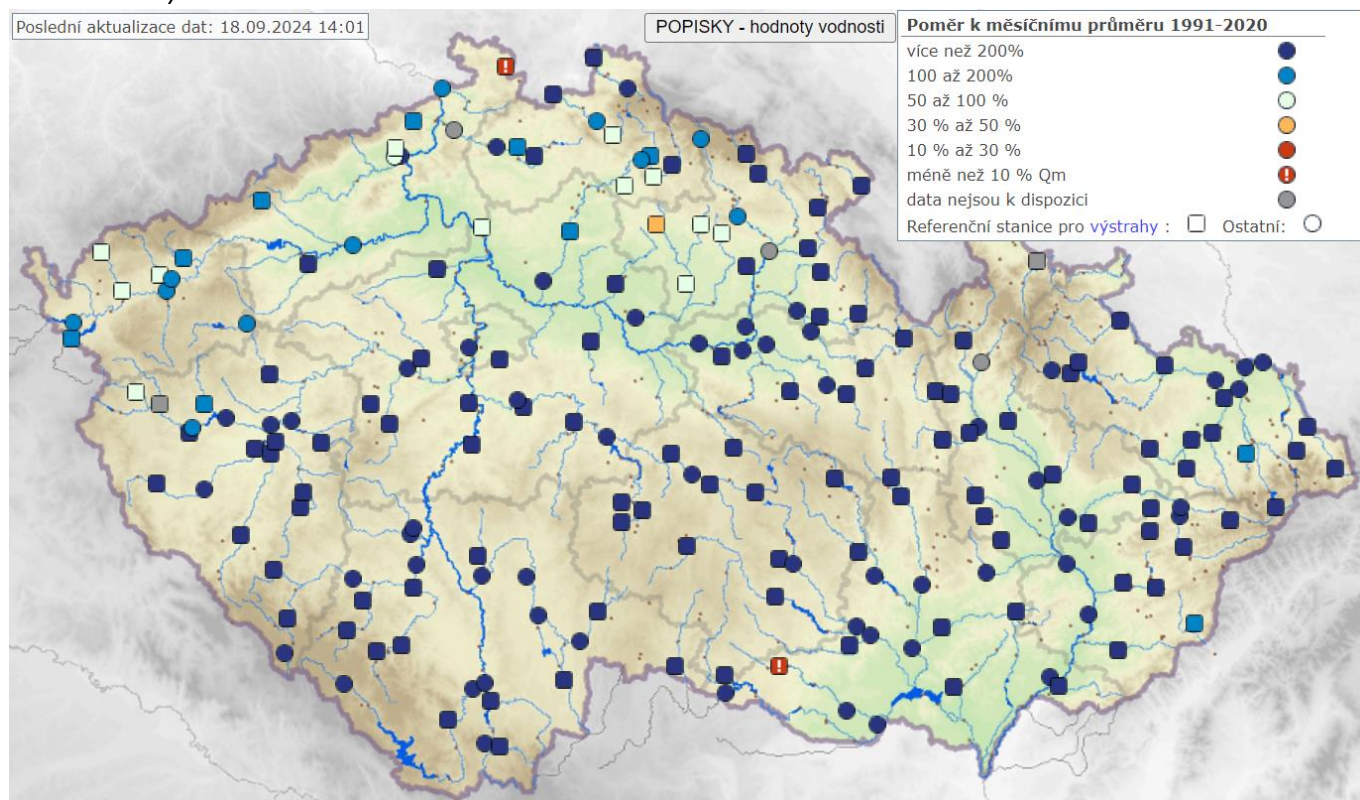 Poslední aktualizace dat: 18.09.2024 14:01
POPISKY - hodnoty vodnosti
Poměr k měsíčnímu průměru 1991-2020
více než 200%
100 až 200%
50 až 100 %
30 % až 50 %
10 % až 30 %
méně než 10 % Qm
data nejsou k dispozici
Referenční stanice pro výstrahy : Ostatní: